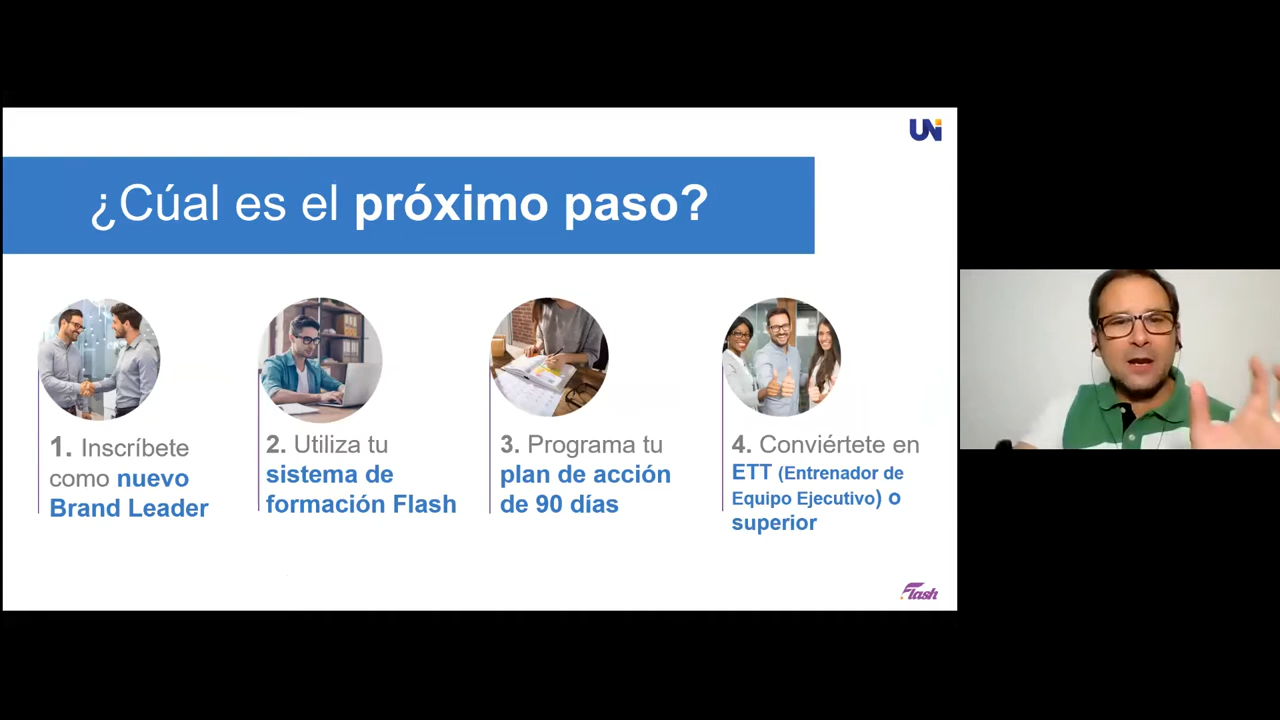 UNi
¿Cúal es el próximo paso?
1. Inscríbete
como nuevo
Brand Leader
2. Utiliza tu
sistema de
formación Flash
3. Programa tu
plan de acción
de 90 días
4. Conviértete en
ETT (Entrenador de
Equipo Ejecutivo) o
superior
Flash